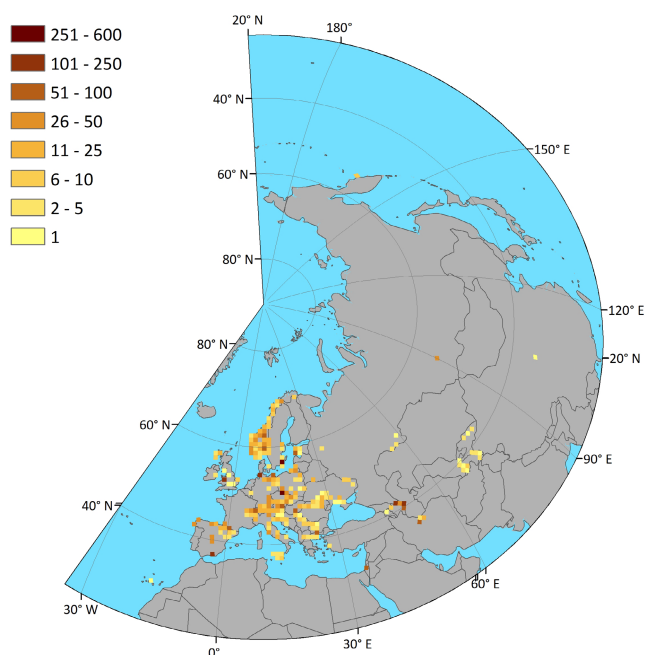 251 - 600
101 - 250
51 - 100
26 - 50
11 - 25
6 - 10
2 - 5
1
20° N
180°
40° N
150° E
60° N
80° N
120° E
80° N
20° N
60° N
90° E
40° N
60° E
30° W
30° E
0°